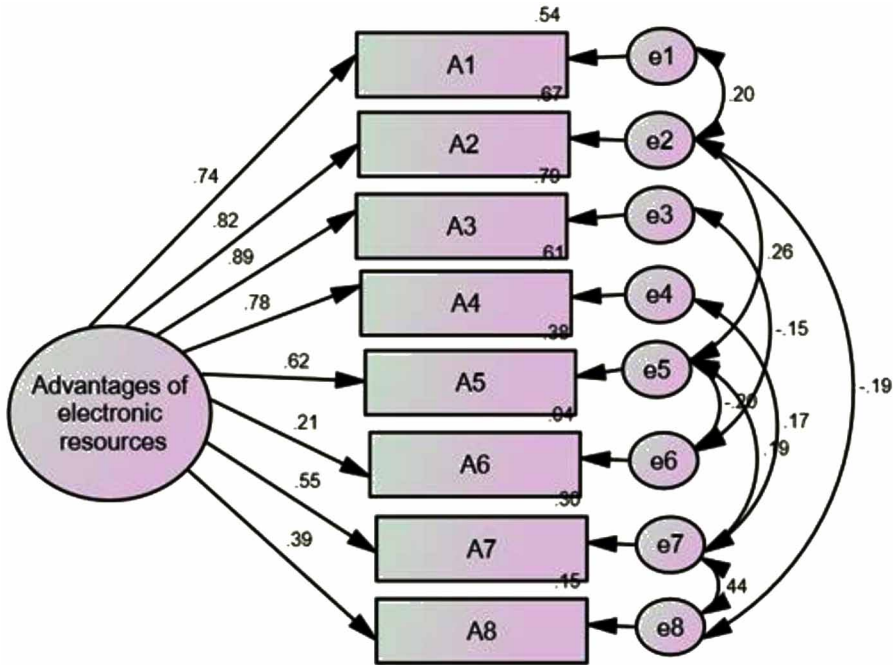 .54
A1
e1
.67
.20
A2
e2
.74
.79
.82
A3
e3
.89
.61
.26
.78
A4
e4
.38
-.15
.62
A5
e5
Advantages of
electronic
resources
-.19
.04
-.20
.21
.17
A6
e6
.19
.55
.30
A7
e7
.39
.15
.44
A8
e8